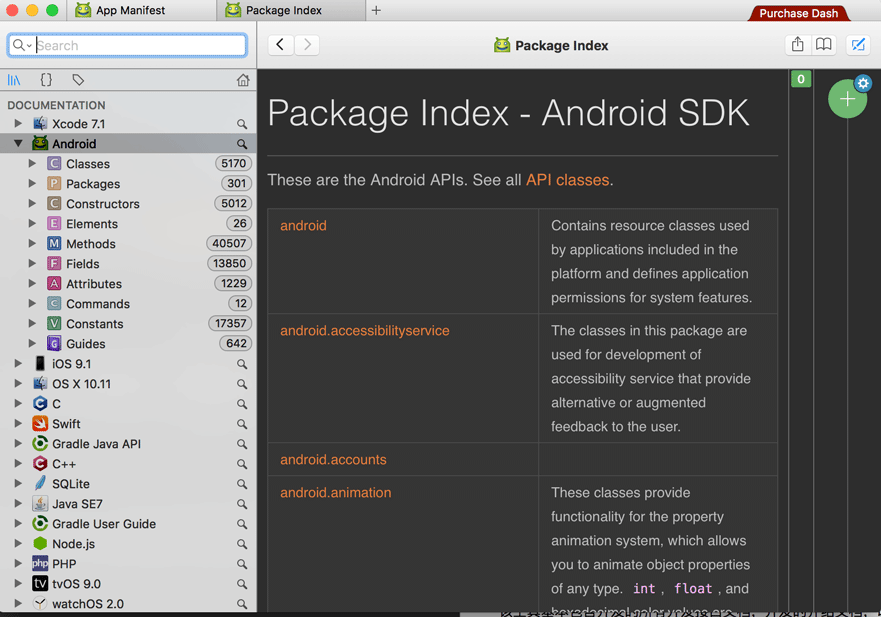 App Manifest
Package Index
+
Purchase Dash
Search
Package Index
DOCUMENTATION
Xcode 7.1
Android
C Classes 5170
P Packages 301
C Constructors 5012
E Elements 26
M Methods 40507
F Fields 13850
A Attributes 1229
C Commands 12
V Constants 17357
G Guides 642
iOS 9.1
OS X 10.11
C C
Swift
Gradle Java API
C C++
SQLite
Java SE7
Gradle User Guide
Node.js
php PHP
tv tvOS 9.0
watchOS 2.0
Package Index - Android SDK
These are the Android APIs. See all API classes.
android
Contains resource classes used
by applications included in the
platform and defines application
permissions for system features.
android.accessibilityservice
The classes in this package are
used for development of
accessibility service that provide
alternative or augmented
feedback to the user.
android.accounts
android.animation
These classes provide
functionality for the property
animation system, which allows
you to animate object properties
of any type. int , float , and
hexadecimal color values are
0